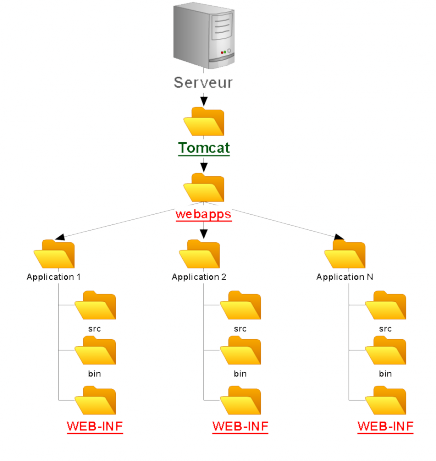 Serveur
Tomcat
webapps
Application 1
Application 2
Application N
src
src
src
bin
bin
bin
WEB-INF
WEB-INF
WEB-INF